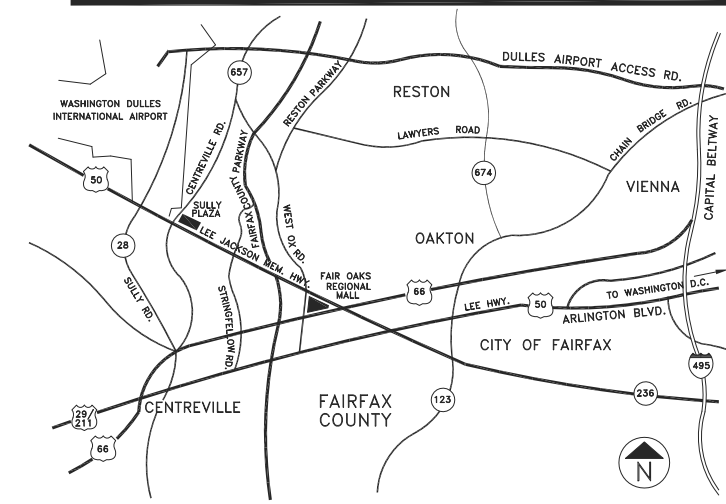 DULLES AIRPORT ACCESS RD.
657
RESTON PARKWAY
RESTON
WASHINGTON DULLES
INTERNATIONAL AIRPORT
CENTREVILLE RD.
FAIRFAX COUNTY PARKWAY
LAWYERS ROAD
CHAIN BRIDGE RD.
CAPITAL BELTWAY
50
674
VIENNA
SULLY
PLAZA
WEST OX RD.
28
LEE JACKSON MEM. HWY.
OAKTON
SULLY RD.
STRINGFELLOW RD.
FAIR OAKS
REGIONAL
MALL
66
LEE HWY.
50
TO WASHINGTON D.C.
ARLINGTON BLVD.
CITY OF FAIRFAX
495
29/
211
CENTREVILLE
FAIRFAX
COUNTY
123
236
66
N